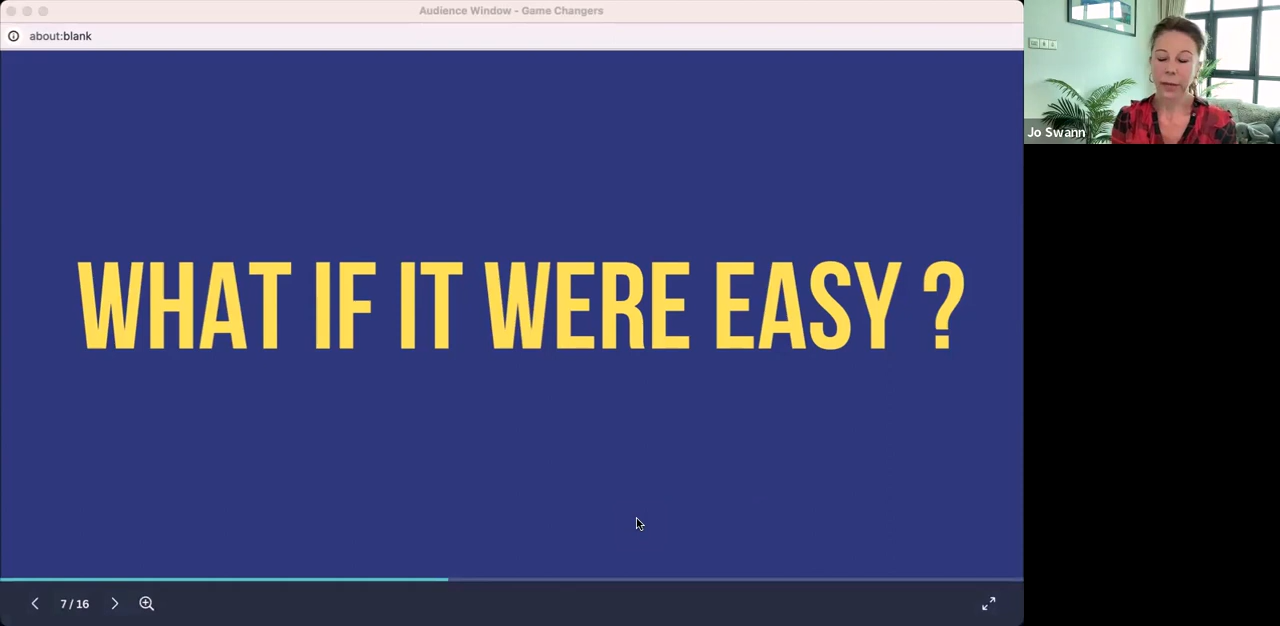 Audience Window - Game Changers
about:blank
WHAT IF IT WERE EASY ?
Jo Swann
7 / 16